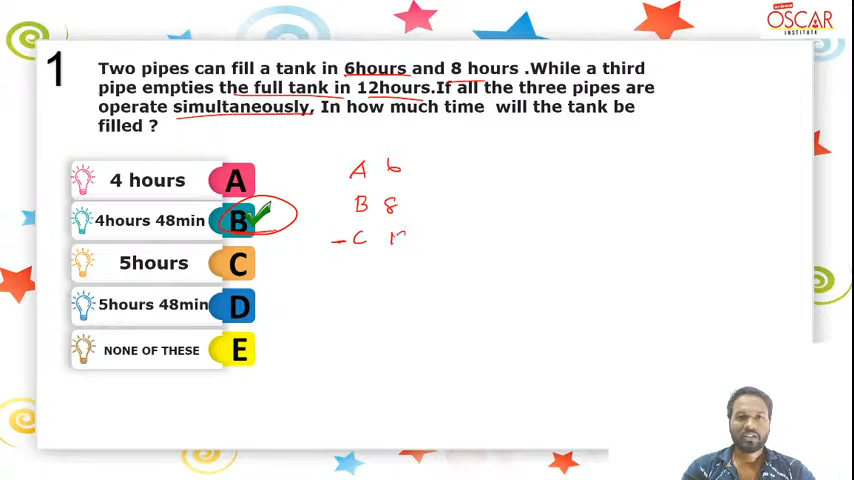 OSCAR
INSTITUTE
1
Two pipes can fill a tank in 6hours and 8 hours .While a third
pipe empties the full tank in 12hours.If all the three pipes are
operate simultaneously, In how much time will the tank be
filled ?
4 hours A
4hours 48min B
5hours C
5hours 48min D
NONE OF THESE E
A 6
B 8
- C